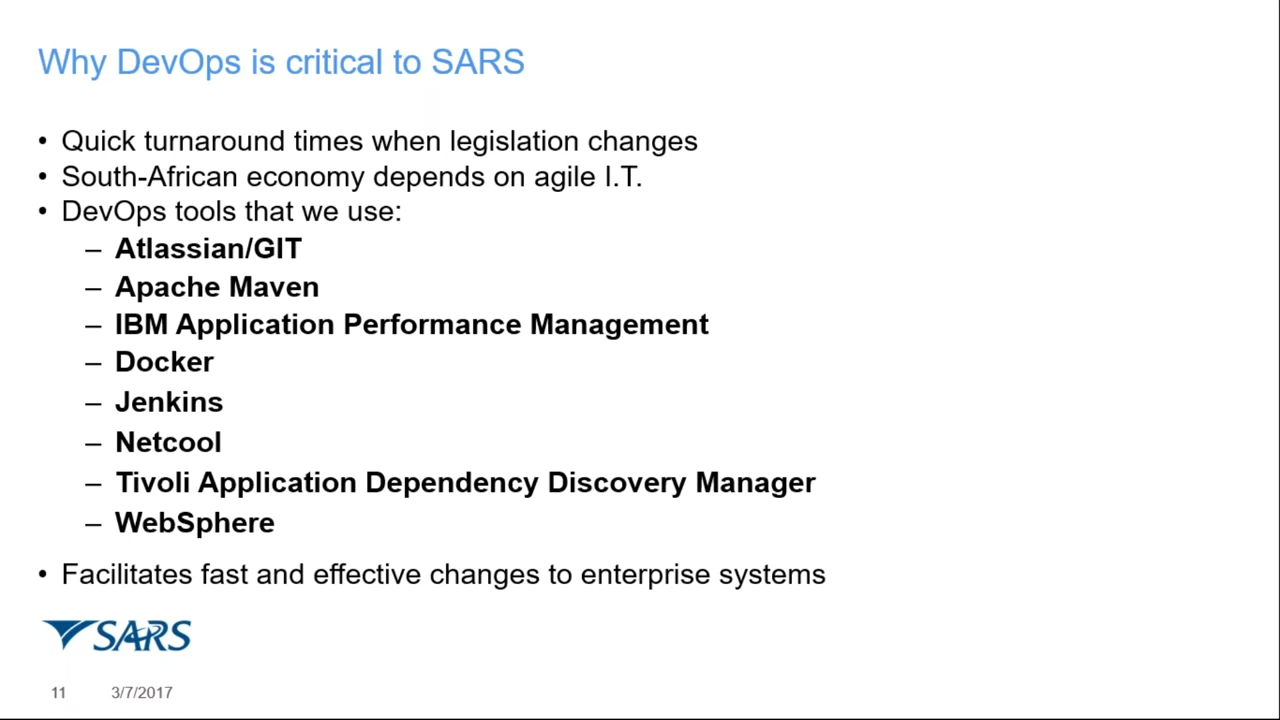 Why DevOps is critical to SARS
• Quick turnaround times when legislation changes
• South-African economy depends on agile I.T.
• DevOps tools that we use:
– Atlassian/GIT
– Apache Maven
– IBM Application Performance Management
– Docker
– Jenkins
– Netcool
– Tivoli Application Dependency Discovery Manager
– WebSphere
• Facilitates fast and effective changes to enterprise systems
SARS
11 3/7/2017